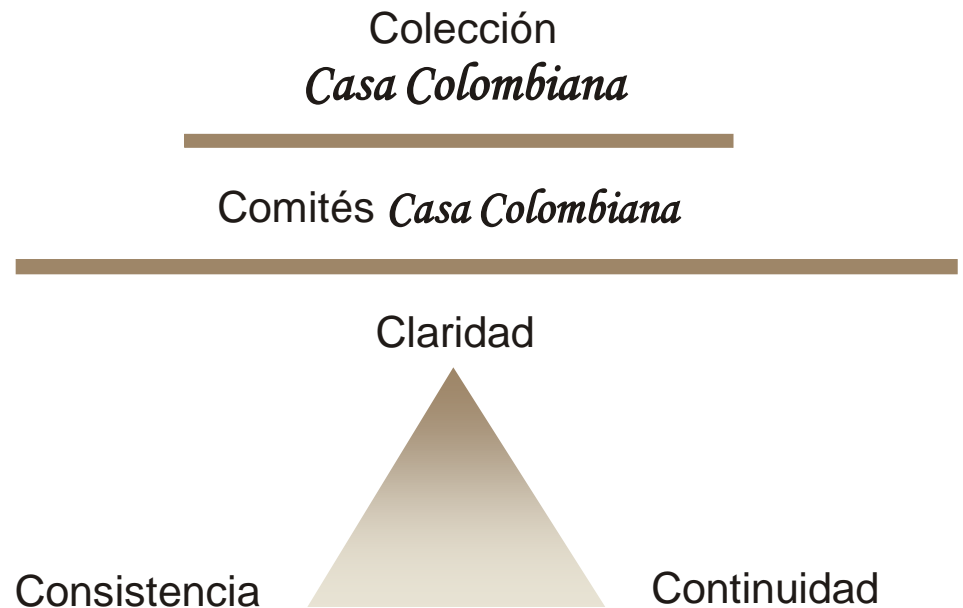 Colección
Casa Colombiana
Comités Casa Colombiana
Claridad
Consistencia
Continuidad